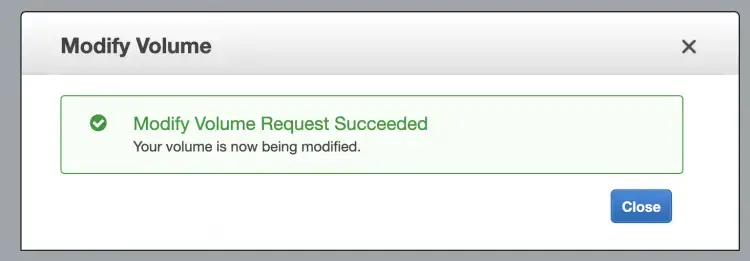 Modify Volume
Modify Volume Request Succeeded
Your volume is now being modified.
Close